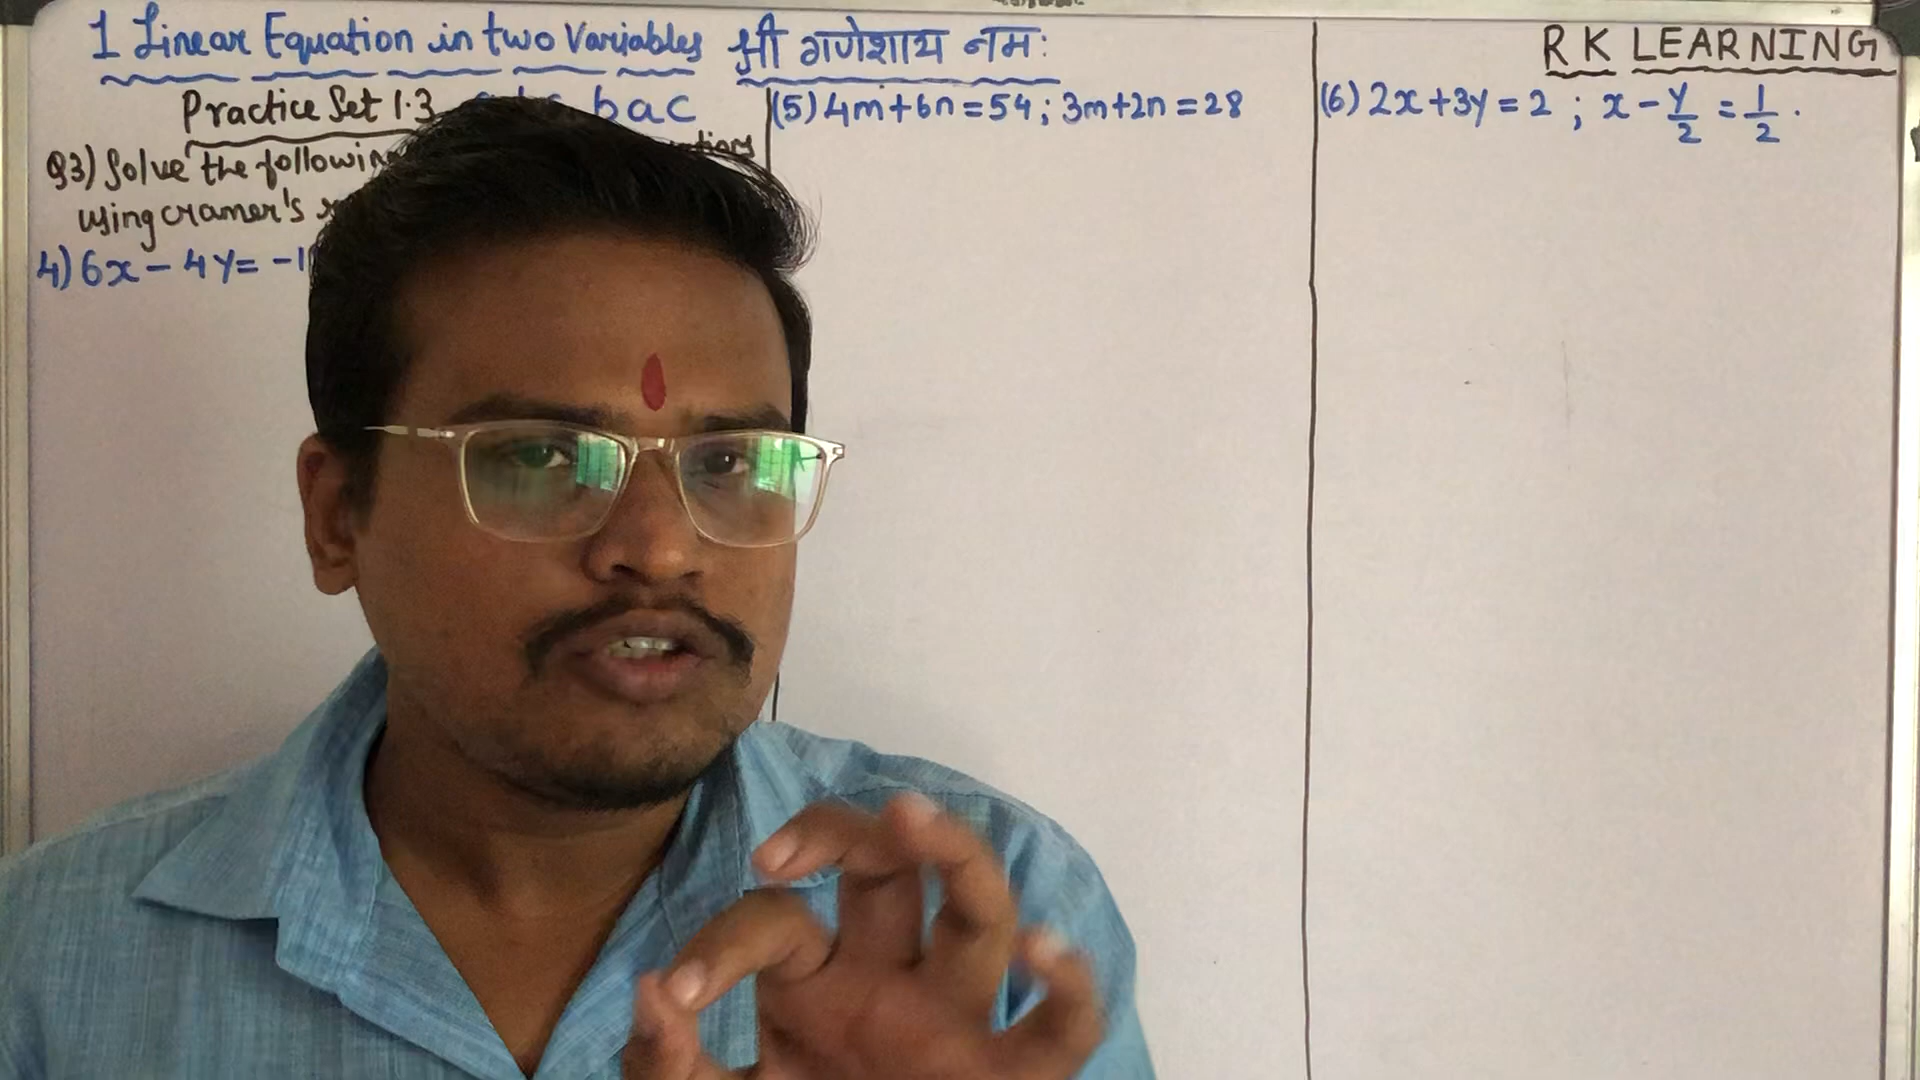 1 Linear Equation in two Variables श्री गणेशाय नमः
R K LEARNING
Practice Set 1.3 bac
Q3) Solve the following
using cramer's
4) 6x - 4y = -1
(5) 4m + 6n = 54 ; 3m + 2n = 28
(6) 2x + 3y = 2 ; x - y/2 = 1/2 .